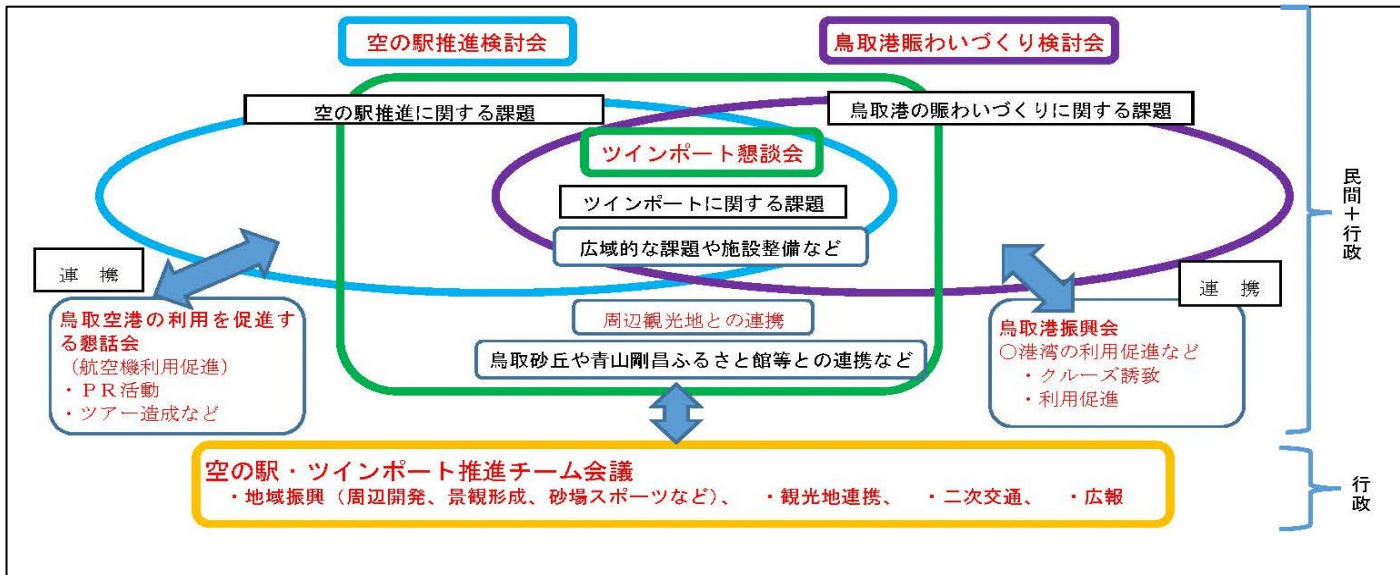 空の駅推進検討会
鳥取港賑わいづくり検討会
空の駅推進に関する課題
鳥取港の賑わいづくりに関する課題
ツインポート懇談会
ツインポートに関する課題
広域的な課題や施設整備など
民間＋行政
連　携
連　携
鳥取空港の利用を促進す
る懇話会
（航空機利用促進）
・ＰＲ活動
・ツアー造成など
周辺観光地との連携
鳥取砂丘や青山剛昌ふるさと館等との連携など
鳥取港振興会
○港湾の利用促進など
・クルーズ誘致
・利用促進
空の駅・ツインポート推進チーム会議
・地域振興（周辺開発、景観形成、砂場スポーツなど）、　・観光地連携、　・二次交通、　・広報
行政